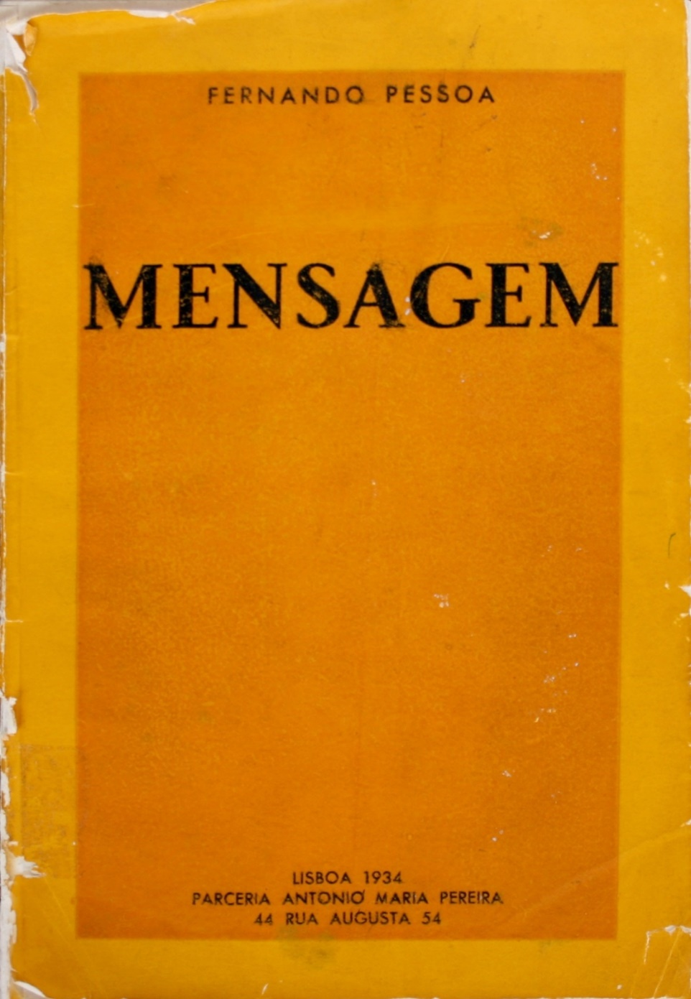 FERNANDO PESSOA
MENSAGEM
LISBOA 1934
PARCERIA ANTONIO MARIA PEREIRA
44 RUA AUGUSTA 54